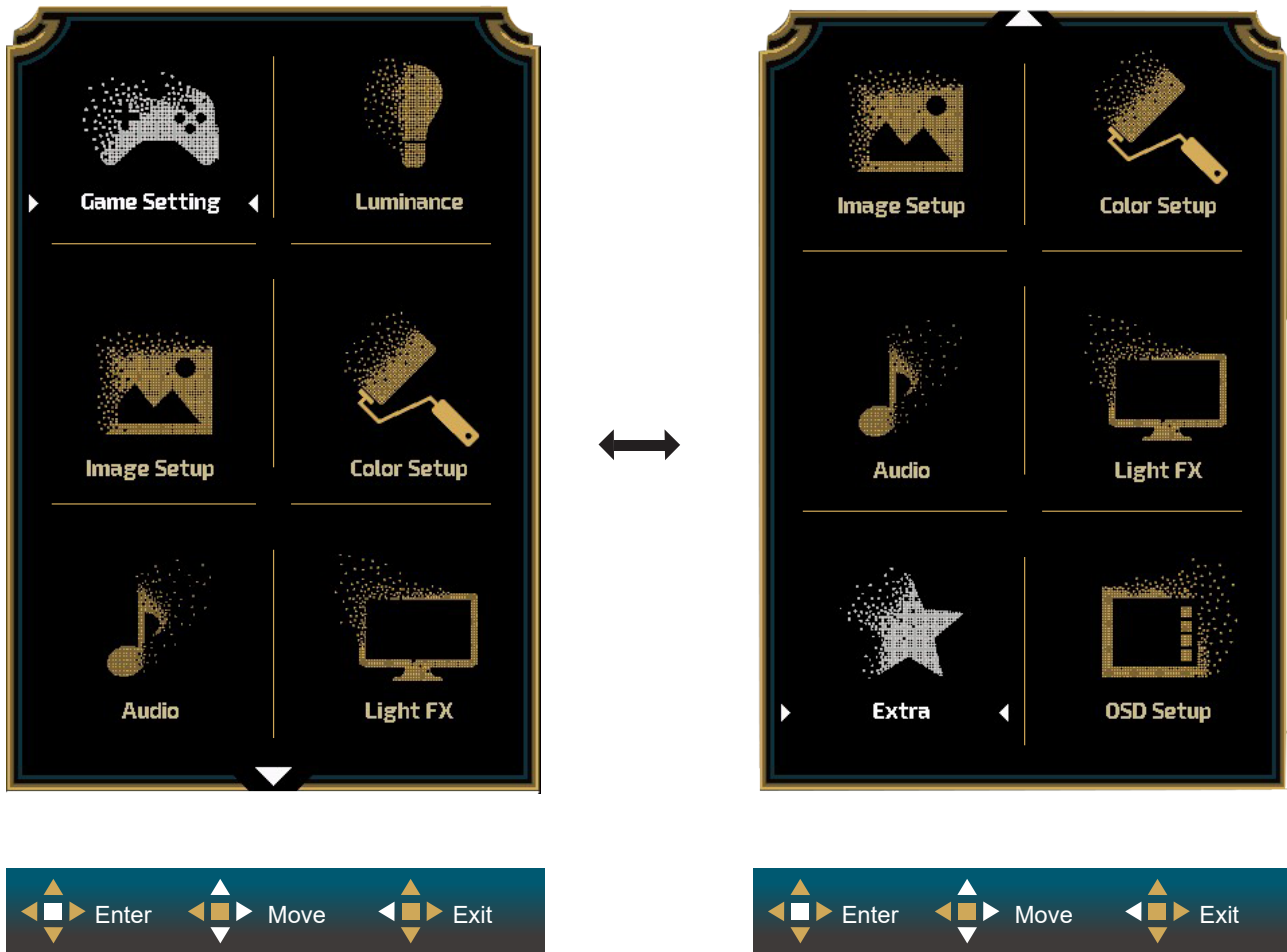 Game Setting
Luminance
Image Setup
Color Setup
Audio
Light FX
Enter
Move
Exit
Image Setup
Color Setup
Audio
Light FX
Extra
OSD Setup
Enter
Move
Exit